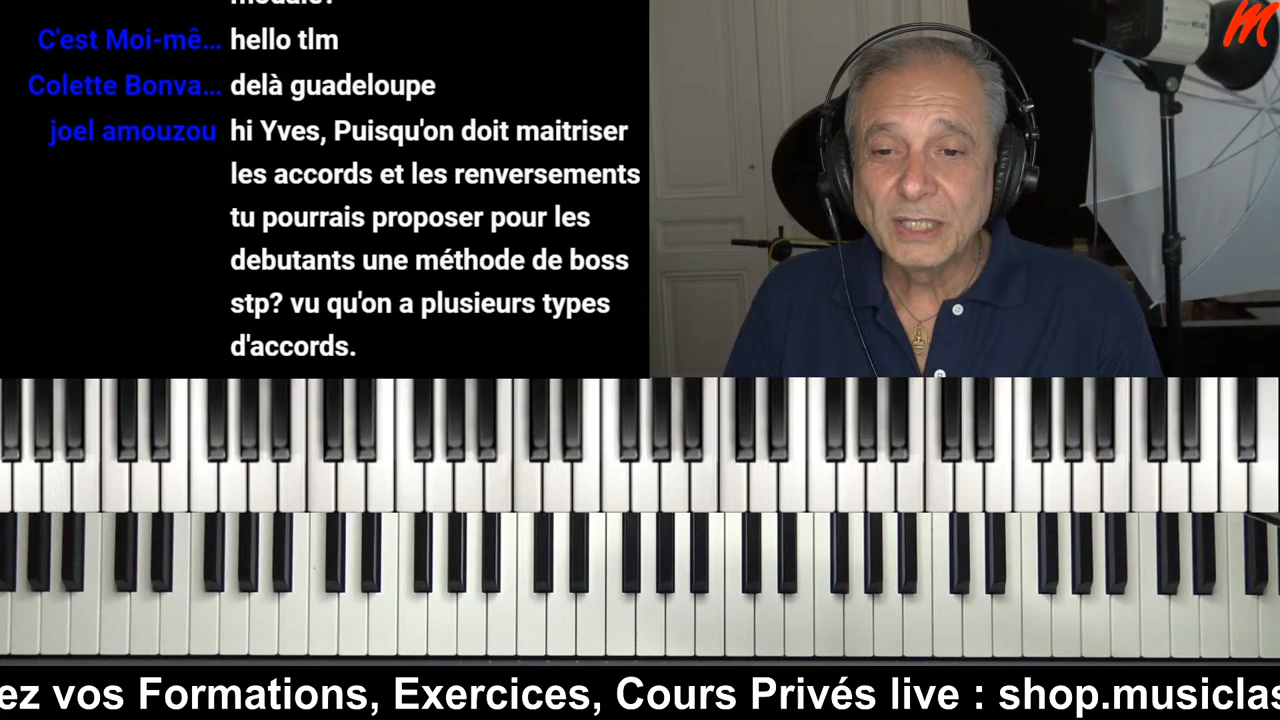 module?
C'est Moi-mê… hello tlm
Colette Bonva… delà guadeloupe
joel amouzou hi Yves, Puisqu'on doit maitriser
les accords et les renversements
tu pourrais proposer pour les
debutants une méthode de boss
stp? vu qu'on a plusieurs types
d'accords.
ez vos Formations, Exercices, Cours Privés live : shop.musiclas